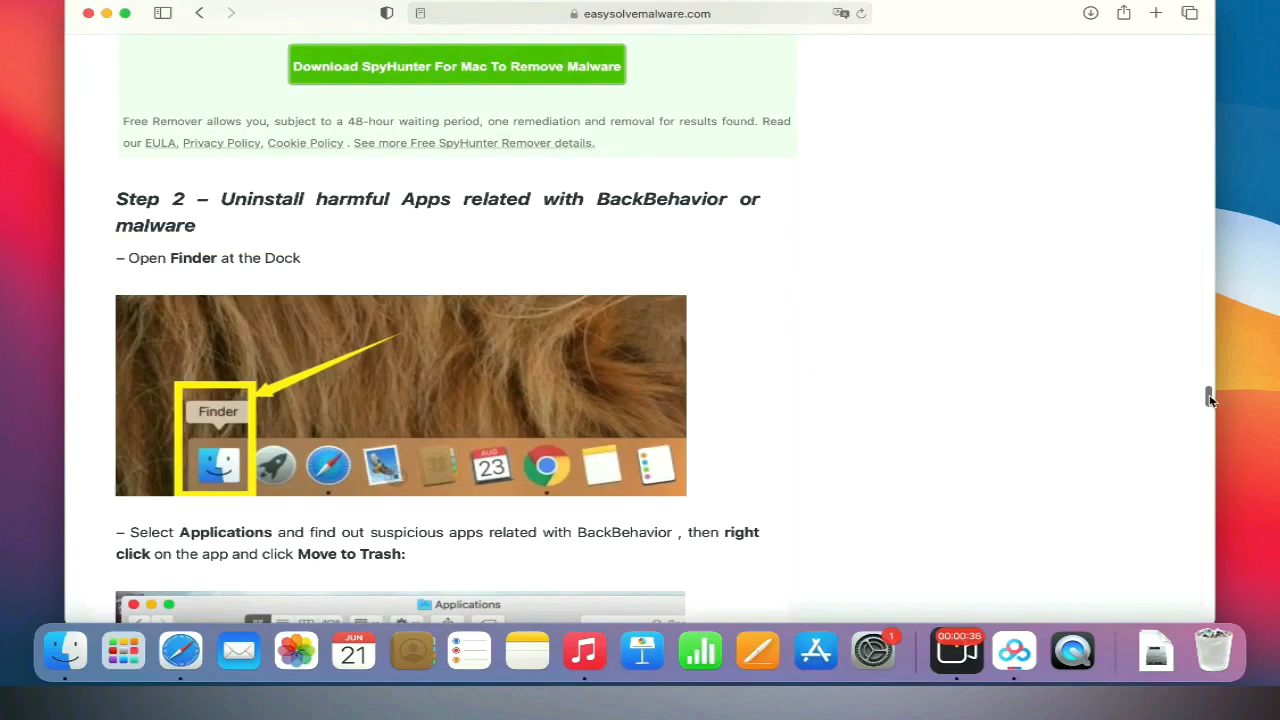 easysolvemalware.com
Download SpyHunter For Mac To Remove Malware
Free Remover allows you, subject to a 48-hour waiting period, one remediation and removal for results found. Read
our EULA, Privacy Policy, Cookie Policy . See more Free SpyHunter Remover details.
Step 2 – Uninstall harmful Apps related with BackBehavior or
malware
– Open Finder at the Dock
Finder
AUG
23
– Select Applications and find out suspicious apps related with BackBehavior , then right
click on the app and click Move to Trash:
Applications
JUN
21
1
00:00:36